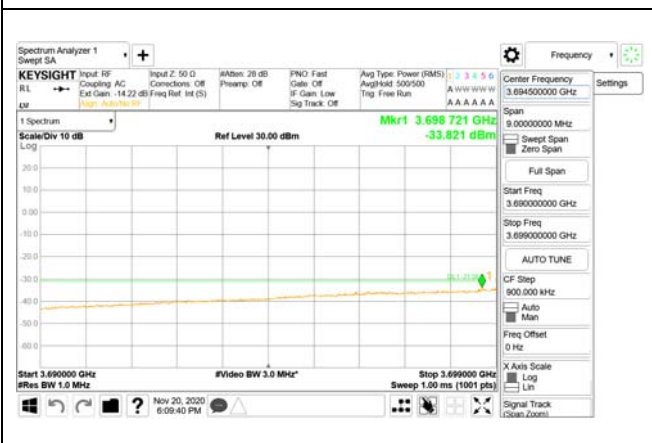 Spectrum Analyzer 1
Swept SA
Frequency
KEYSIGHT
RL
Input: RF
Coupling: AC
Ext Gain: -14.22 dB
Align: Auto/No RF
Input Z: 50 Ω
Corrections: Off
Freq Ref: Int (S)
#Atten: 28 dB
Preamp: Off
PNO: Fast
Gate: Off
IF Gain: Low
Sig Track: Off
Avg Type: Power (RMS)
Avg|Hold: 500/500
Trig: Free Run
1 2 3 4 5 6
A W W W W W
A A A A A A
1 Spectrum
Scale/Div 10 dB
Log
Ref Level 30.00 dBm
Mkr1 3.698 721 GHz
-33.821 dBm
20.0
10.0
0.00
-10.0
-20.0
-30.0
-40.0
-50.0
-60.0
1
Start 3.690000 GHz
#Res BW 1.0 MHz
#Video BW 3.0 MHz*
Stop 3.699000 GHz
Sweep 1.00 ms (1001 pts)
Nov 20, 2020
6:09:40 PM
Center Frequency
3.694500000 GHz
Settings
Span
9.00000000 MHz
Swept Span
Zero Span
Full Span
Start Freq
3.690000000 GHz
Stop Freq
3.699000000 GHz
AUTO TUNE
CF Step
900.000 kHz
Auto
Man
Freq Offset
0 Hz
X Axis Scale
Log
Lin
Signal Track
(Span Zoom)